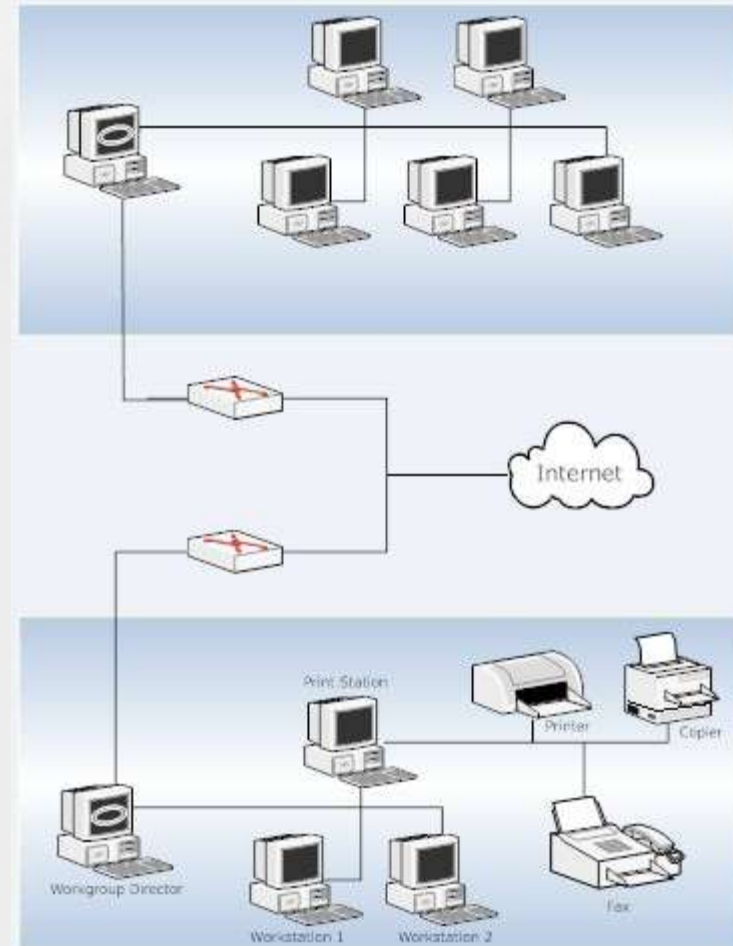 Internet
Print Station
Printer
Copier
Workgroup Director
Fax
Workstation 1
Workstation 2